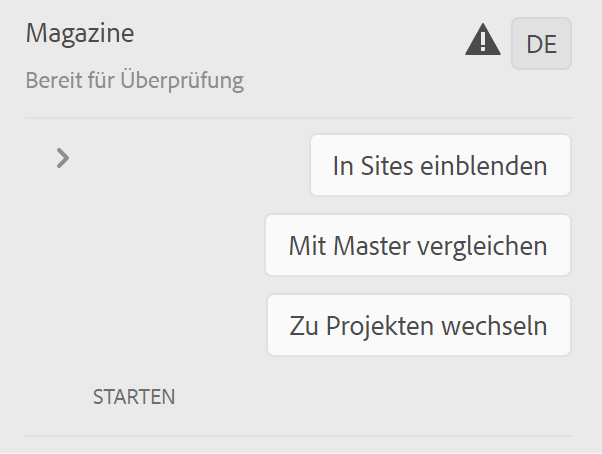 Magazine
DE
Bereit für Überprüfung
In Sites einblenden
Mit Master vergleichen
Zu Projekten wechseln
STARTEN